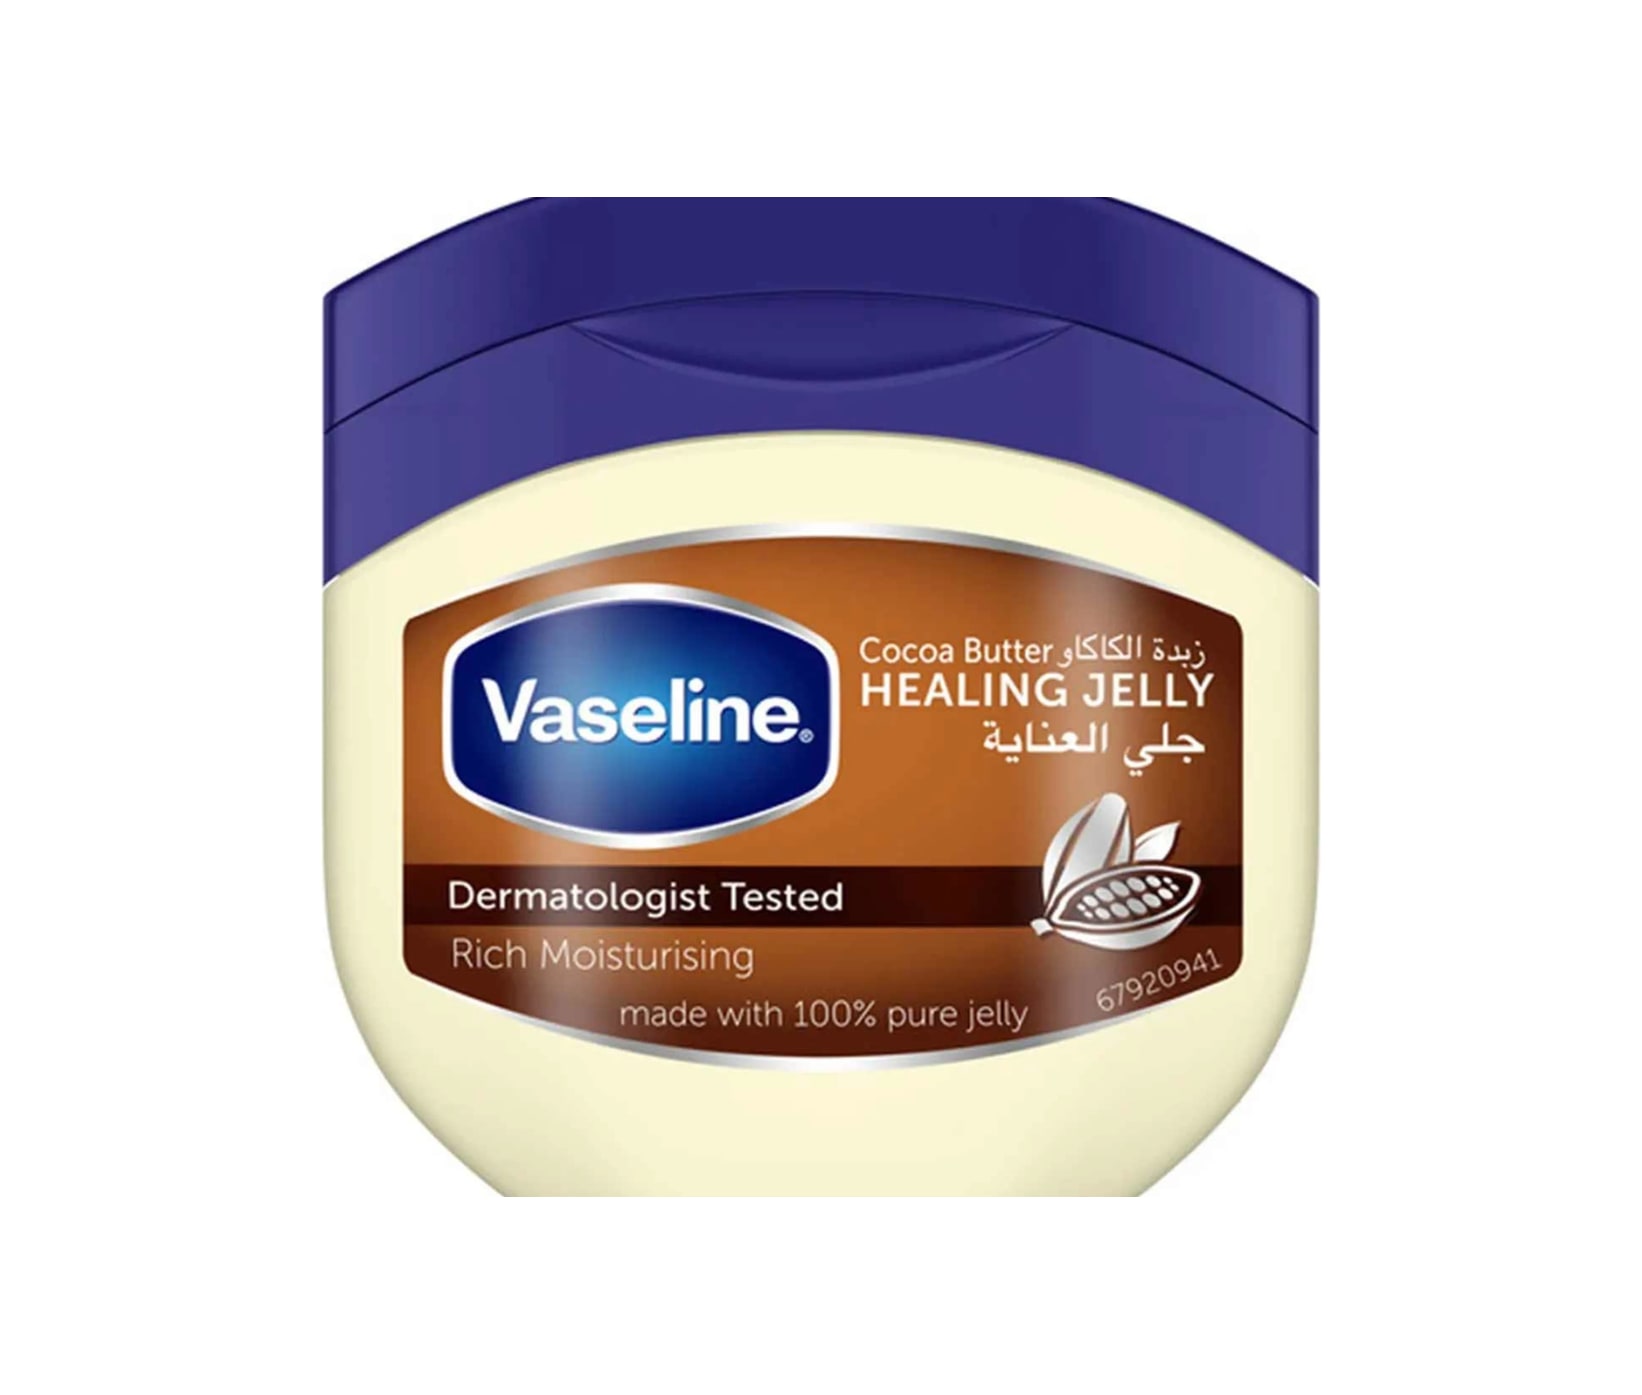 Vaseline®
Cocoa Butter زبدة الكاكاو
HEALING JELLY
جلي العناية
Dermatologist Tested
Rich Moisturising
made with 100% pure jelly
67920941